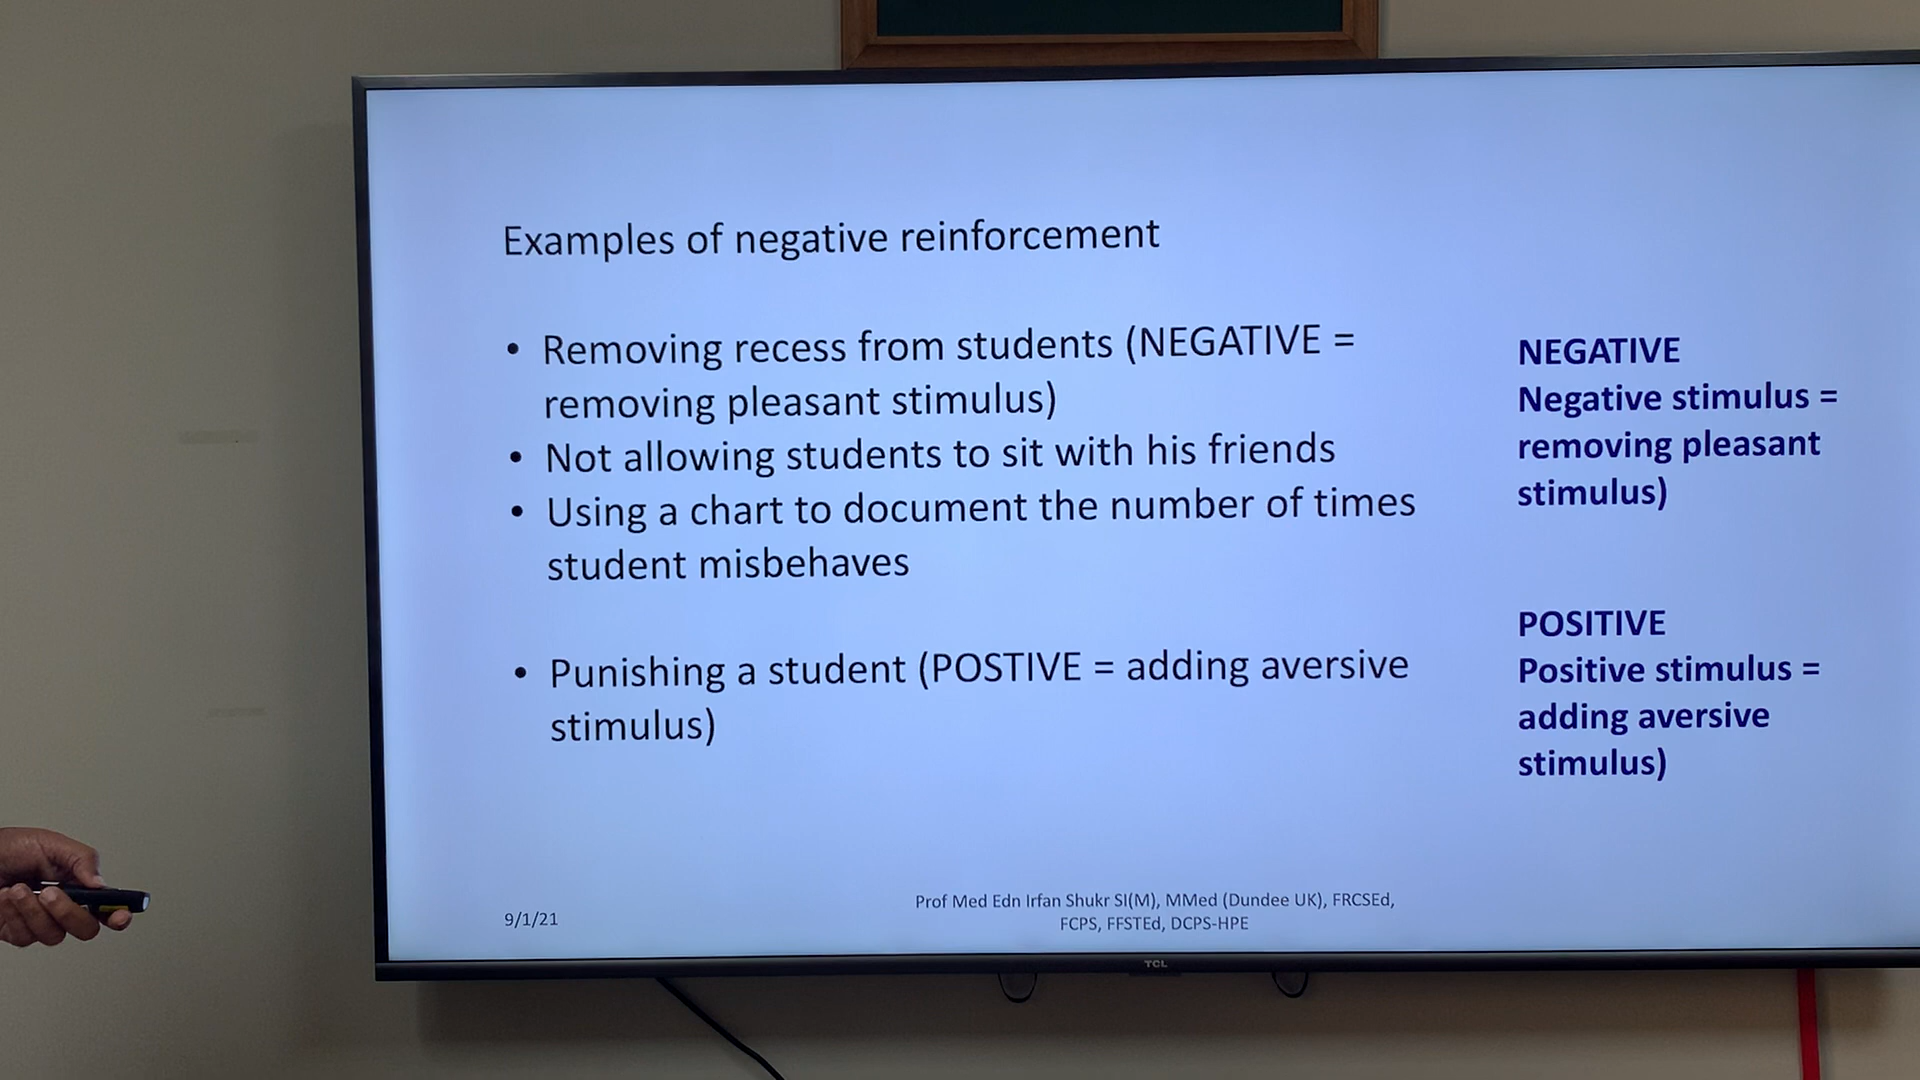 Examples of negative reinforcement
• Removing recess from students (NEGATIVE =
removing pleasant stimulus)
• Not allowing students to sit with his friends
• Using a chart to document the number of times
student misbehaves
• Punishing a student (POSTIVE = adding aversive
stimulus)
NEGATIVE
Negative stimulus =
removing pleasant
stimulus)
POSITIVE
Positive stimulus =
adding aversive
stimulus)
9/1/21
Prof Med Edn Irfan Shukr SI(M), MMed (Dundee UK), FRCSEd,
FCPS, FFSTEd, DCPS-HPE
TCL